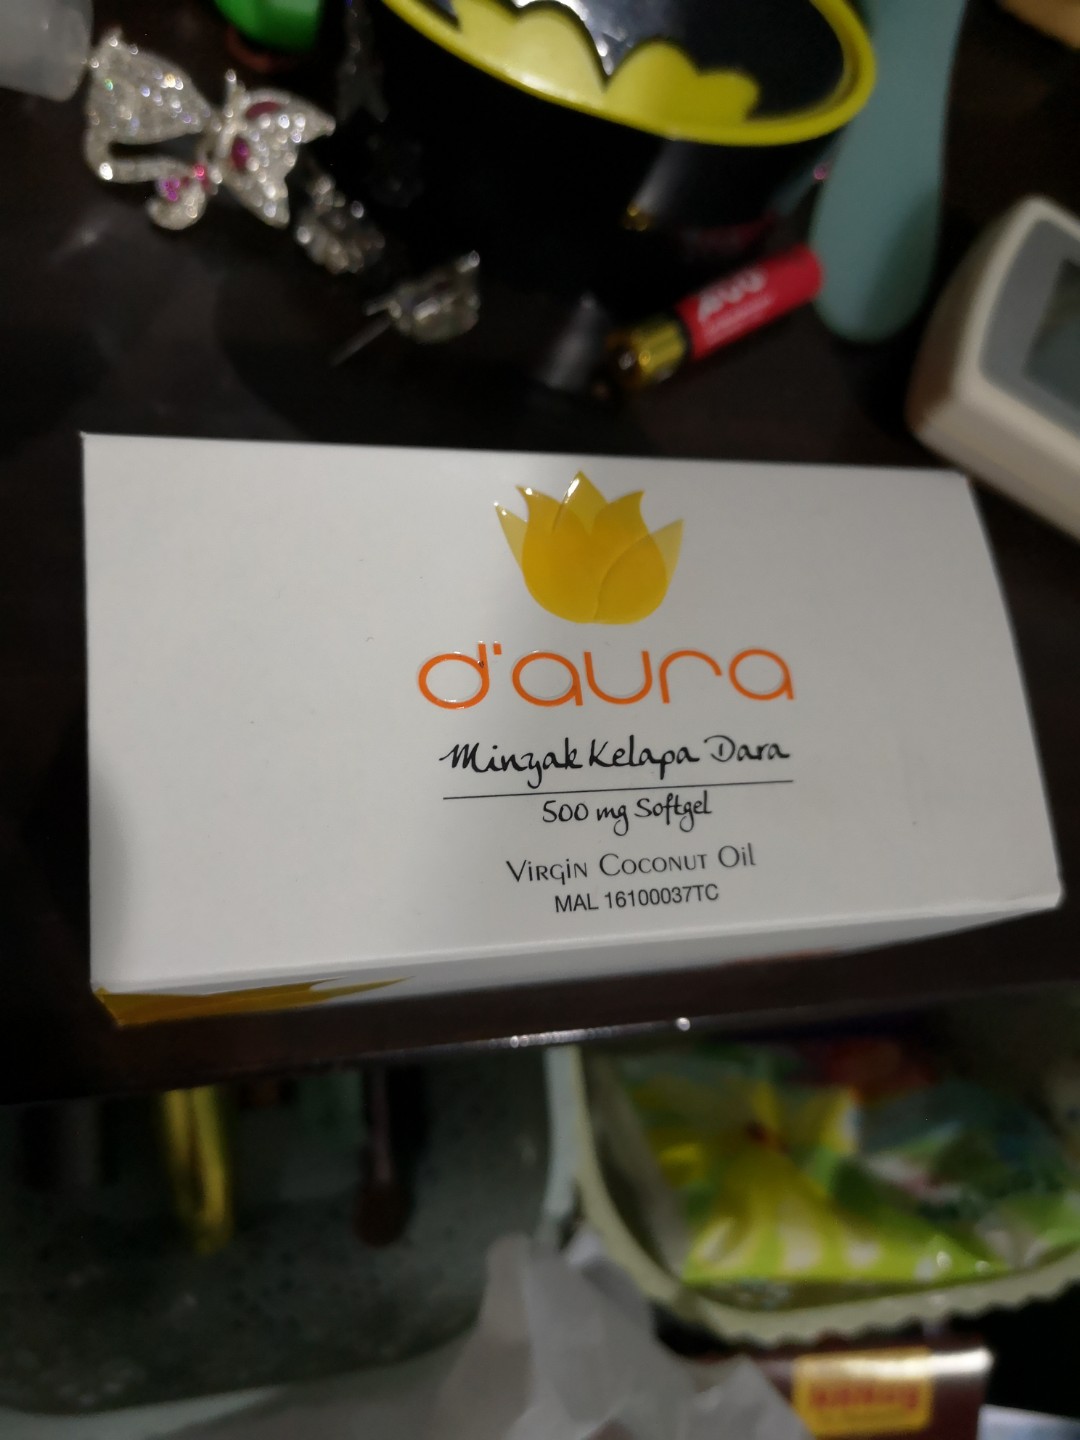 d'aura
Minyak Kelapa Dara
500 mg Softgel
Virgin Coconut Oil
MAL 16100037TC